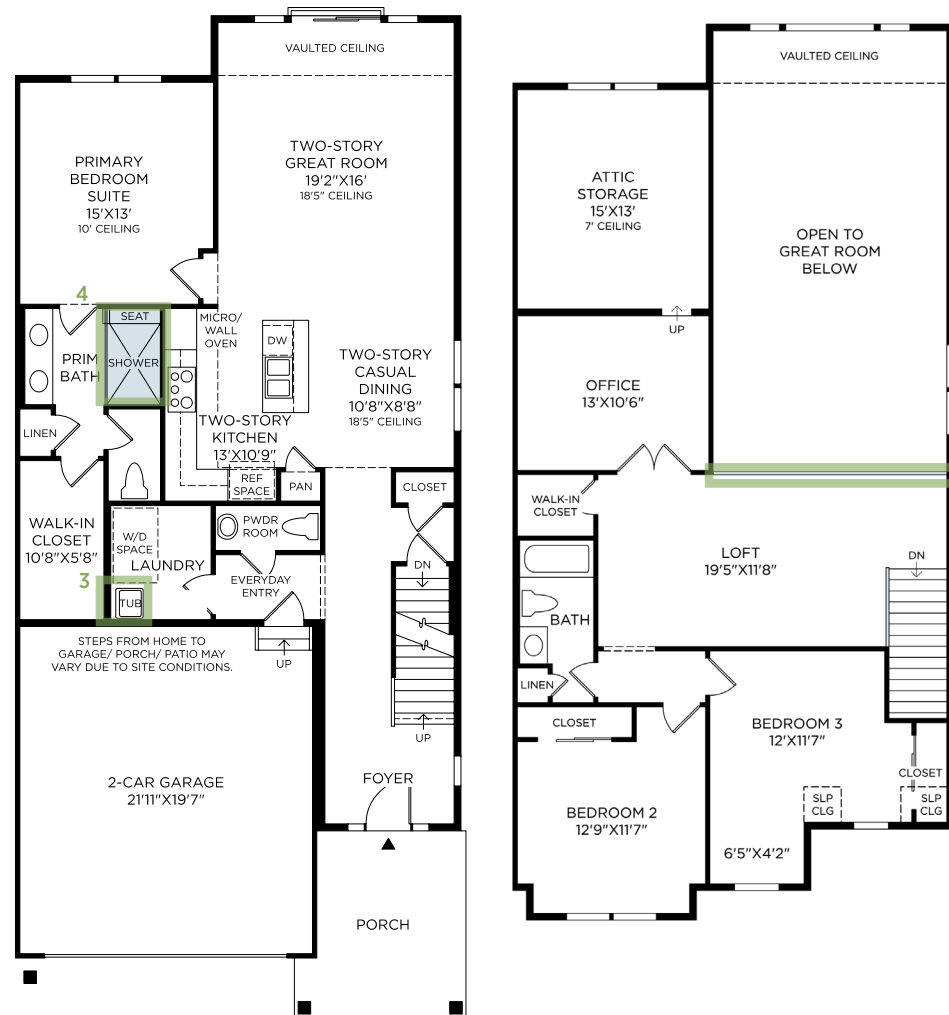 VAULTED CEILING
TWO-STORY
GREAT ROOM
19'2"X16'
18'5" CEILING
PRIMARY
BEDROOM
SUITE
15'X13'
10' CEILING
4
SEAT
SHOWER
PRIM
BATH
MICRO/
WALL
OVEN
DW
TWO-STORY
CASUAL
DINING
10'8"X8'8"
18'5" CEILING
TWO-STORY
KITCHEN
13'X10'9"
LINEN
REF
SPACE
PAN
CLOSET
WALK-IN
CLOSET
10'8"X5'8"
W/D
SPACE
LAUNDRY
PWDR
ROOM
EVERYDAY
ENTRY
DN
3
TUB
STEPS FROM HOME TO
GARAGE/ PORCH/ PATIO MAY
VARY DUE TO SITE CONDITIONS.
UP
UP
2-CAR GARAGE
21'11"X19'7"
FOYER
PORCH
VAULTED CEILING
ATTIC
STORAGE
15'X13'
7' CEILING
OPEN TO
GREAT ROOM
BELOW
UP
OFFICE
13'X10'6"
WALK-IN
CLOSET
LOFT
19'5"X11'8"
DN
BATH
LINEN
CLOSET
BEDROOM 3
12'X11'7"
CLOSET
SLP
CLG
SLP
CLG
BEDROOM 2
12'9"X11'7"
6'5"X4'2"